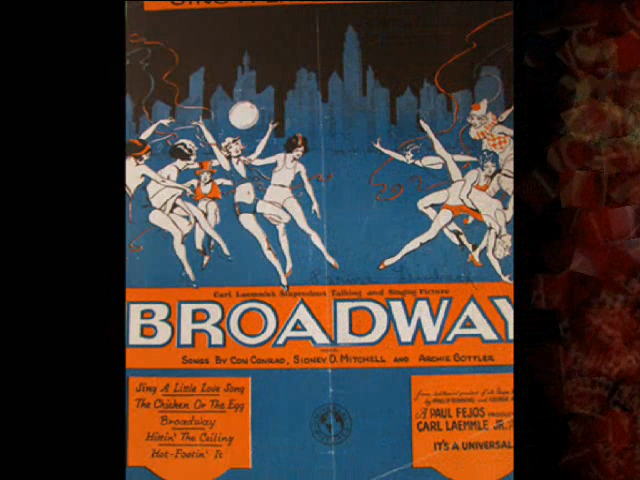 Carl Laemmle's Stupendous Talking and Singing Picture
BROADWAY
SONGS BY CON CONRAD, SIDNEY D. MITCHELL AND ARCHIE GOTTLER
Sing A Little Love Song
The Chicken Or The Egg
Broadway
Hittin' The Ceiling
Hot-Footin' It
A PAUL FEJOS
CARL LAEMMLE JR.
IT'S A UNIVERSAL